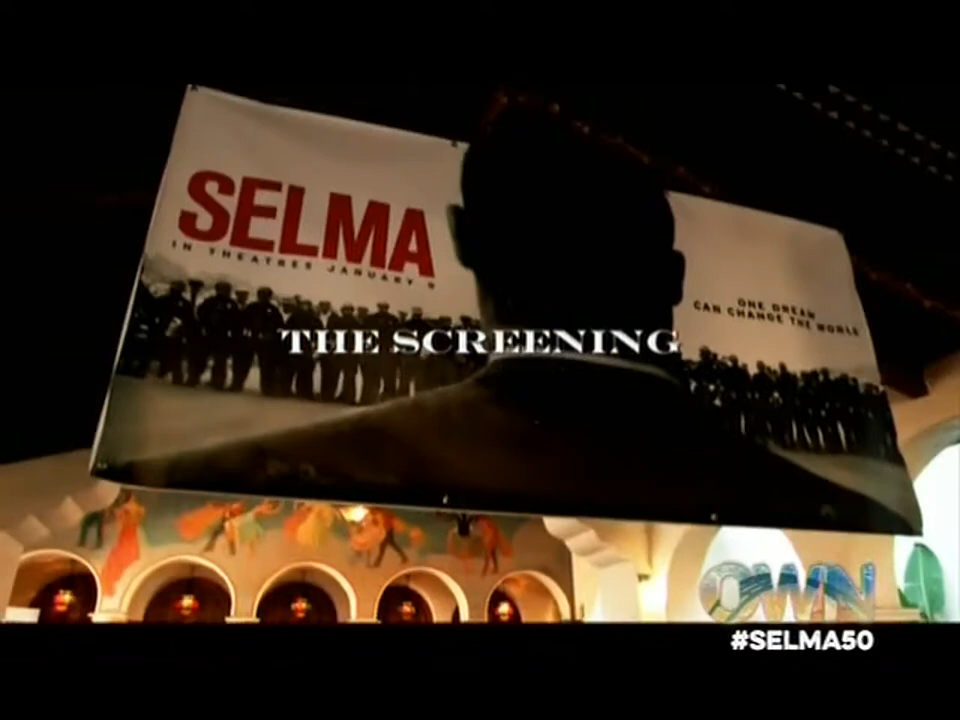 SELMA
IN THEATRES JANUARY 9
ONE DREAM
CAN CHANGE THE WORLD
THE SCREENING
OWN
#SELMA50